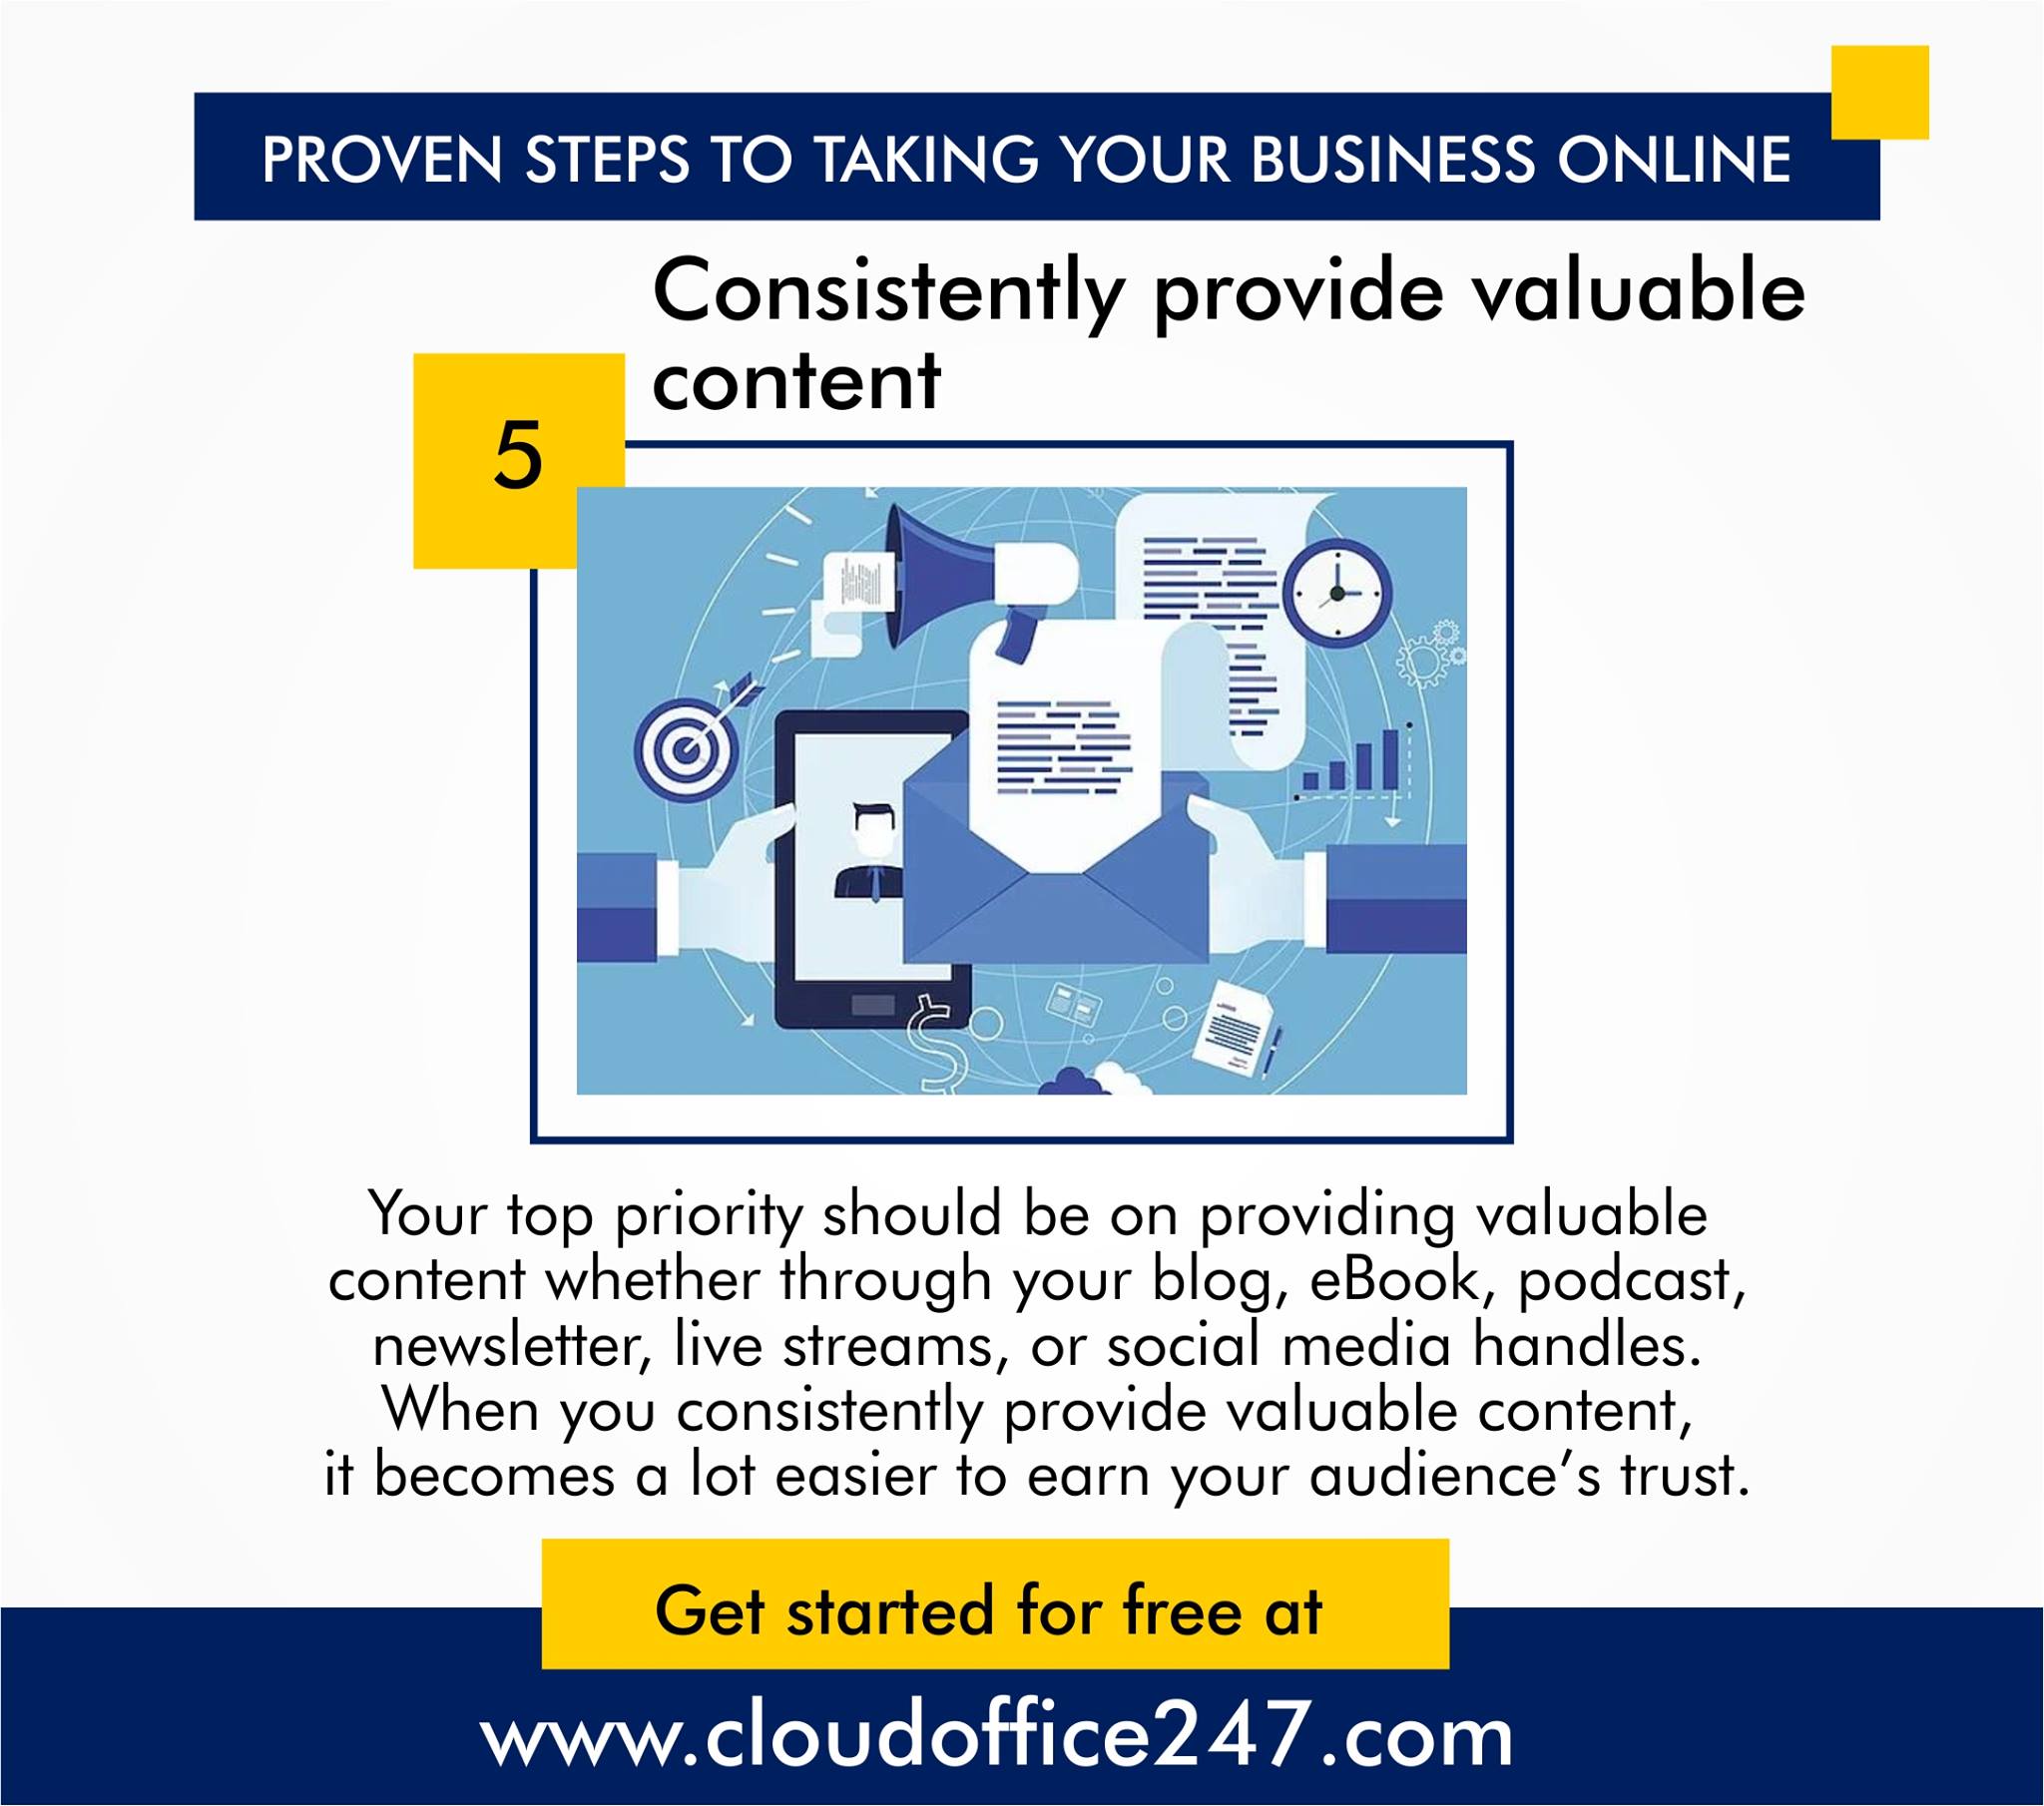 PROVEN STEPS TO TAKING YOUR BUSINESS ONLINE
Consistently provide valuable
content
5
Your top priority should be on providing valuable
content whether through your blog, eBook, podcast,
newsletter, live streams, or social media handles.
When you consistently provide valuable content,
it becomes a lot easier to earn your audience’s trust.
Get started for free at
www.cloudoffice247.com